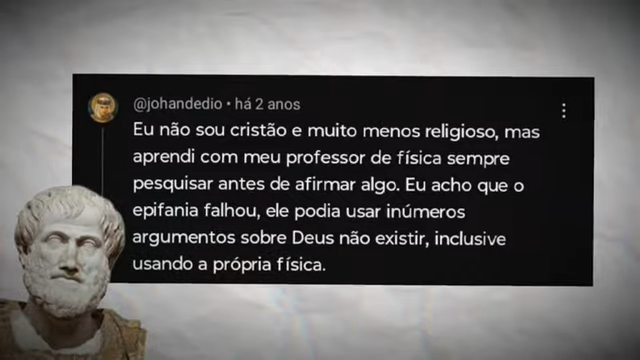 @johandedio • há 2 anos
Eu não sou cristão e muito menos religioso, mas
aprendi com meu professor de física sempre
pesquisar antes de afirmar algo. Eu acho que o
epifania falhou, ele podia usar inúmeros
argumentos sobre Deus não existir, inclusive
usando a própria física.